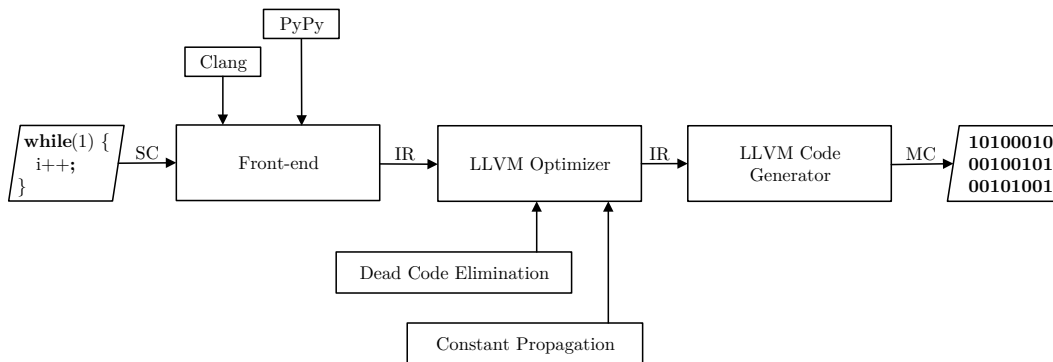 PyPy
Clang
while(1) {
i++;
}
SC
Front-end
IR
LLVM Optimizer
IR
LLVM Code
Generator
MC
10100010
00100101
00101001
Dead Code Elimination
Constant Propagation